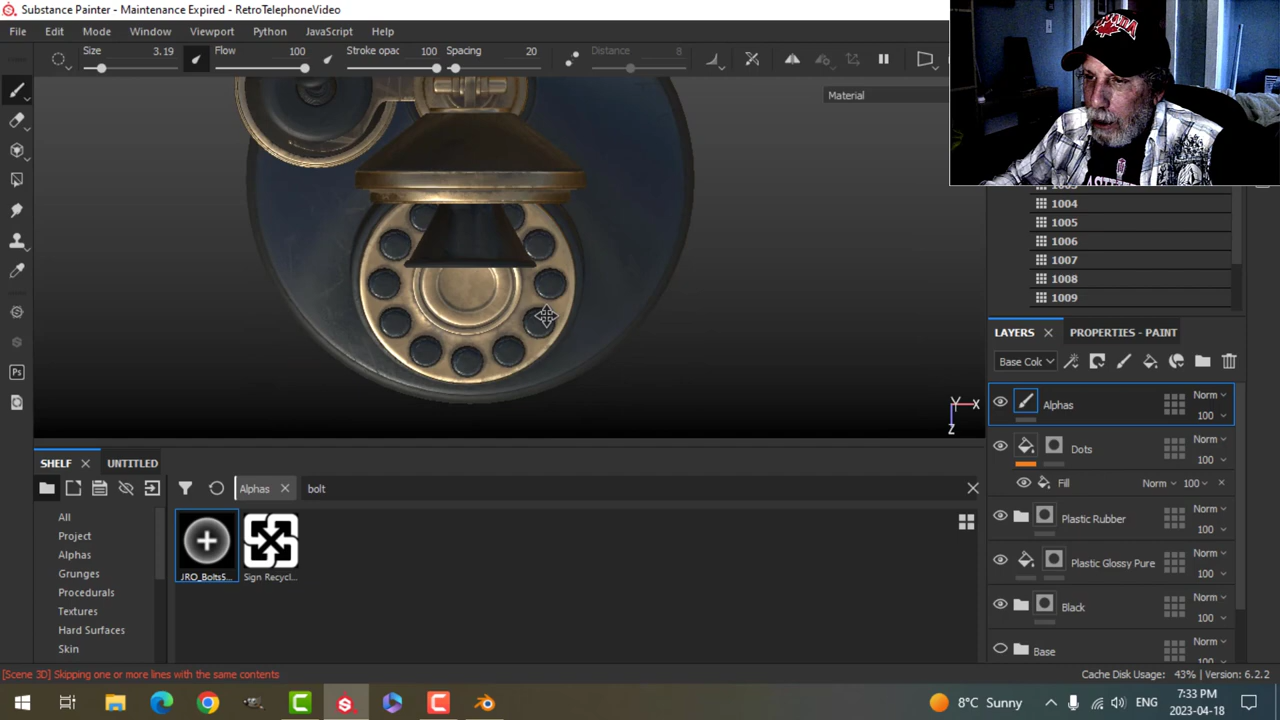 Substance Painter - Maintenance Expired - RetroTelephoneVideo
File Edit Mode Window Viewport Python JavaScript Help
Size 3.19 Flow 100 Stroke opac 100 Spacing 20 Distance 8
Material
1004
1005
1006
1007
1008
1009
LAYERS PROPERTIES - PAINT
Base Col
Alphas Norm 100
Dots Norm 100
Fill Norm 100
Plastic Rubber Norm 100
Plastic Glossy Pure Norm 100
Black Norm 100
Base Norm
SHELF UNTITLED
Alphas bolt
All
Project
Alphas
Grunges
Procedurals
Textures
Hard Surfaces
Skin
JRO_BoltsS... Sign Recycl...
[Scene 3D] Skipping one or more lines with the same contents
Cache Disk Usage: 43% | Version: 6.2.2
8°C Sunny
ENG
7:33 PM
2023-04-18